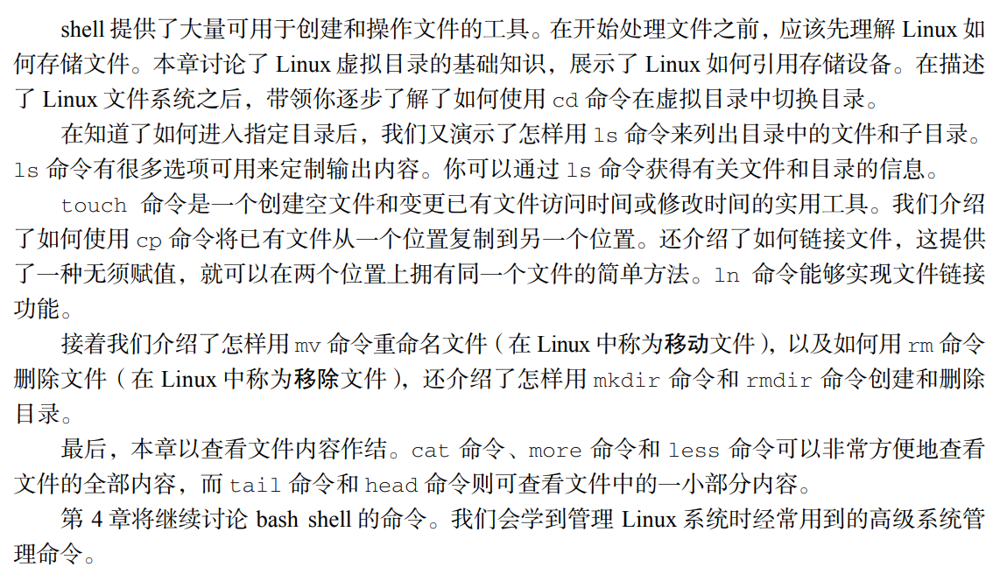 shell提供了大量可用于创建和操作文件的工具。在开始处理文件之前，应该先理解 Linux 如
何存储文件。本章讨论了 Linux 虚拟目录的基础知识，展示了 Linux 如何引用存储设备。在描述
了 Linux 文件系统之后，带领你逐步了解了如何使用 cd 命令在虚拟目录中切换目录。
在知道了如何进入指定目录后，我们又演示了怎样用 ls 命令来列出目录中的文件和子目录。
ls 命令有很多选项可用来定制输出内容。你可以通过 ls 命令获得有关文件和目录的信息。
touch 命令是一个创建空文件和变更已有文件访问时间或修改时间的实用工具。我们介绍
了如何使用 cp 命令将已有文件从一个位置复制到另一个位置。还介绍了如何链接文件，这提供
了一种无须赋值，就可以在两个位置上拥有同一个文件的简单方法。ln 命令能够实现文件链接
功能。
接着我们介绍了怎样用 mv 命令重命名文件（在 Linux 中称为移动文件），以及如何用 rm 命令
删除文件（在 Linux 中称为移除文件），还介绍了怎样用 mkdir 命令和 rmdir 命令创建和删除
目录。
最后，本章以查看文件内容作结。cat 命令、more 命令和 less 命令可以非常方便地查看
文件的全部内容，而 tail 命令和 head 命令则可查看文件中的一小部分内容。
第 4 章将继续讨论 bash shell 的命令。我们会学到管理 Linux 系统时经常用到的高级系统管
理命令。